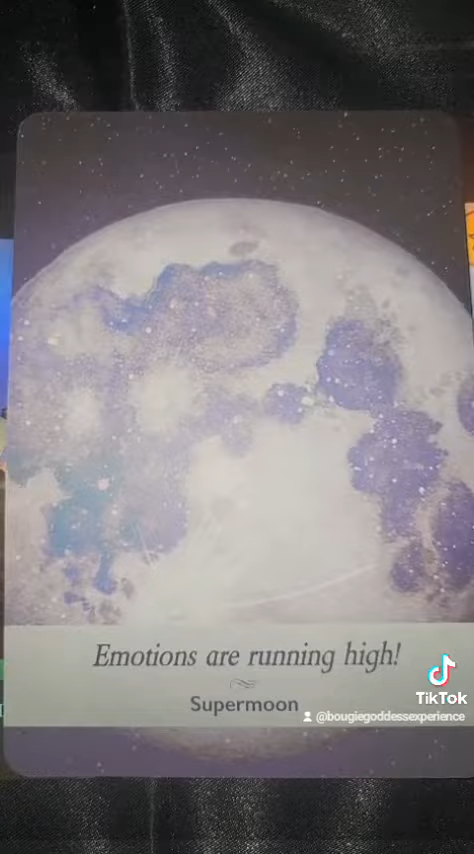 Emotions are running high!
Supermoon
TikTok
@bougiegoddessexperience